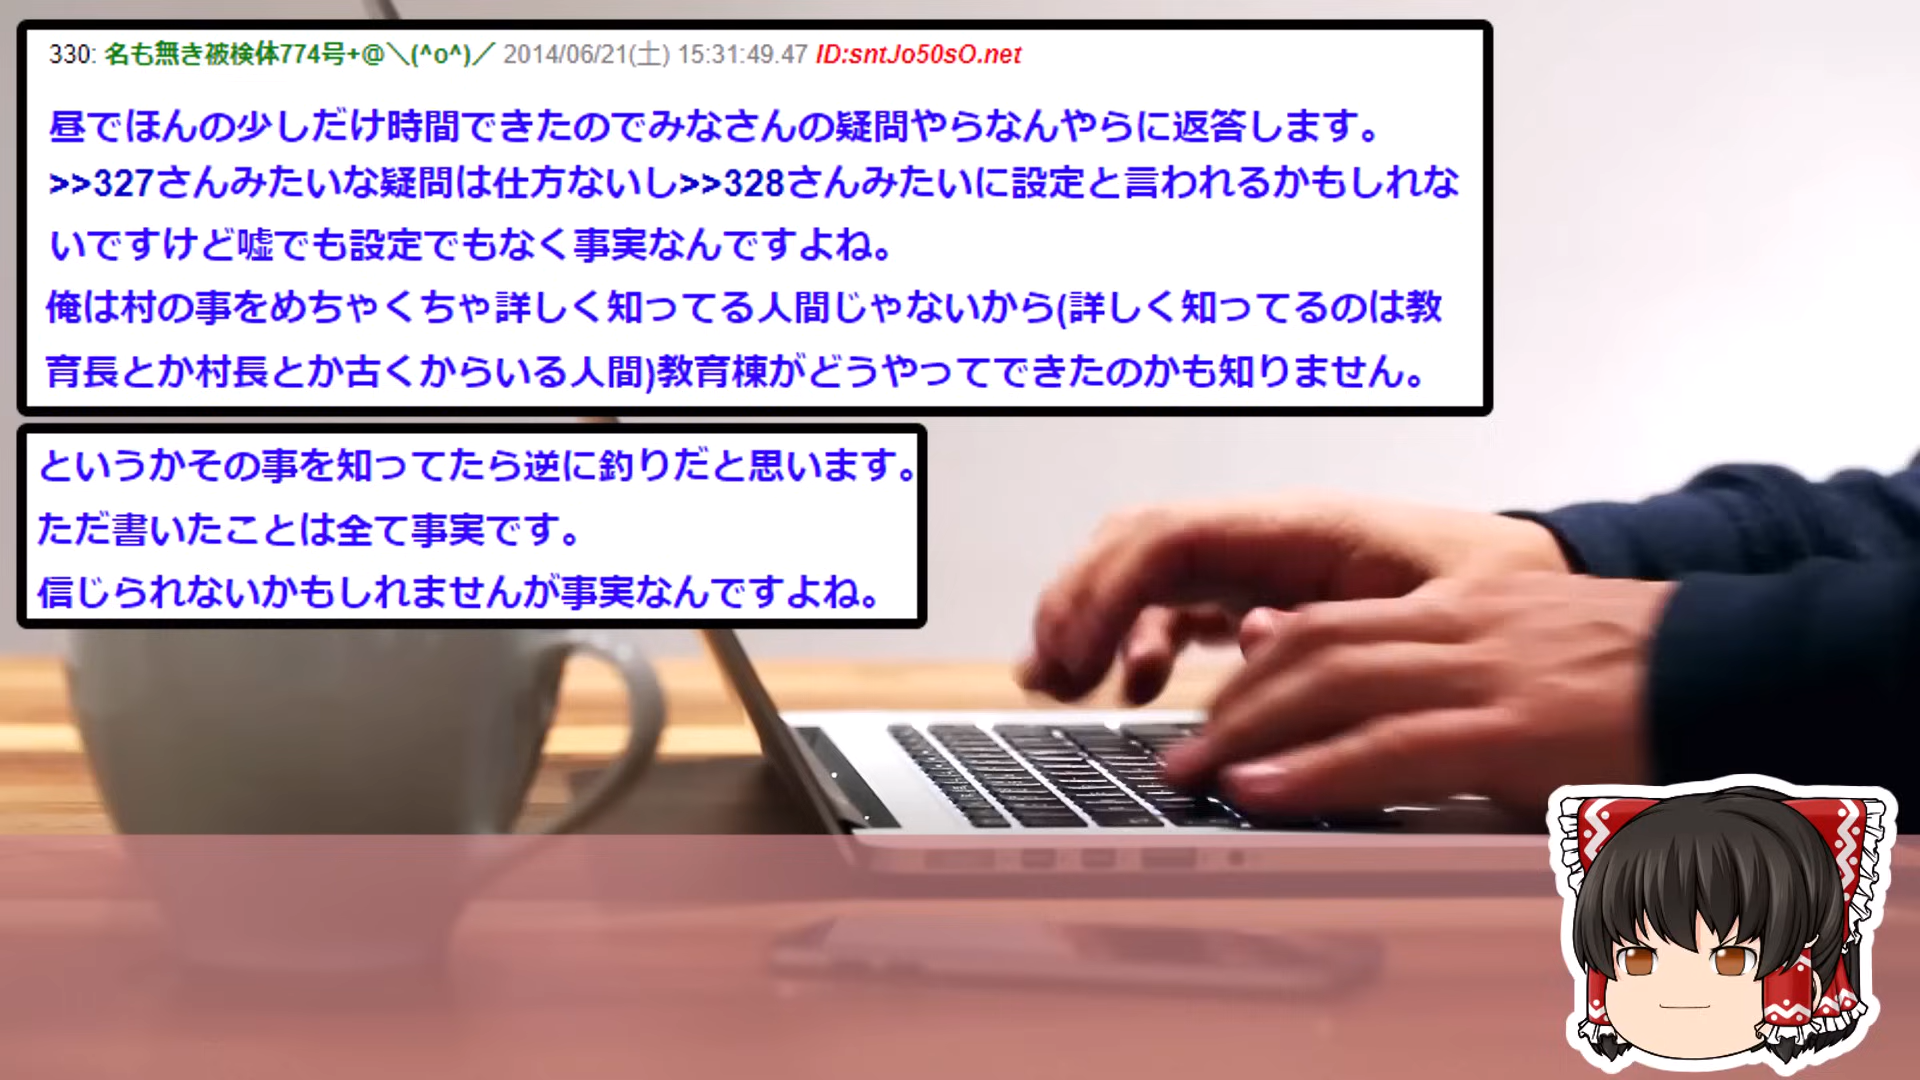 330: 名も無き被検体774号+@＼(^o^)／ 2014/06/21(土) 15:31:49.47 ID:sntJo50sO.net
昼でほんの少しだけ時間できたのでみなさんの疑問やらなんやらに返答します。
>>327さんみたいな疑問は仕方ないし>>328さんみたいに設定と言われるかもしれな
いですけど嘘でも設定でもなく事実なんですよね。
俺は村の事をめちゃくちゃ詳しく知ってる人間じゃないから(詳しく知ってるのは教
育長とか村長とか古くからいる人間)教育棟がどうやってできたのかも知りません。
というかその事を知ってたら逆に釣りだと思います。
ただ書いたことは全て事実です。
信じられないかもしれませんが事実なんですよね。